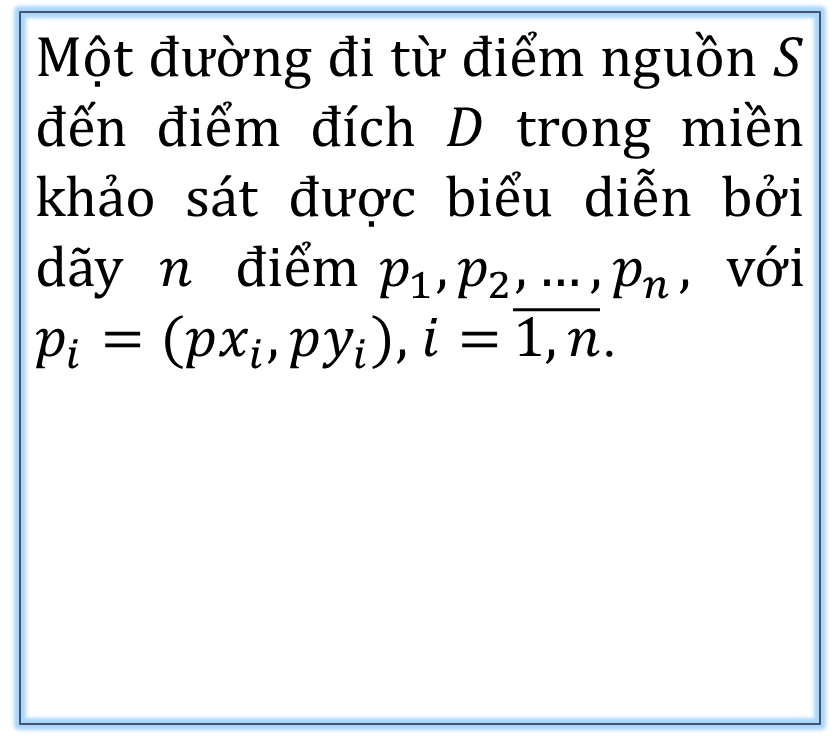 Một đường đi từ điểm nguồn S
đến điểm đích D trong miền
khảo sát được biểu diễn bởi
dãy n điểm p₁, p₂, …, pₙ, với
pᵢ = (pxᵢ, pyᵢ), i = \overline{1, n}.